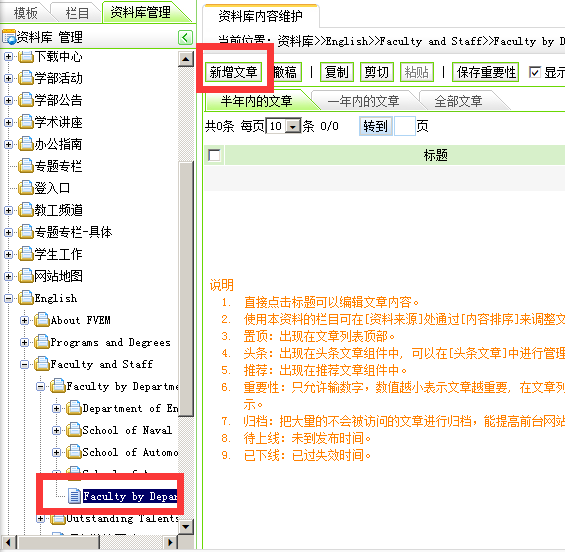 模板 栏目 资料库管理
资料库 管理
下载中心
学部活动
学部公告
学术讲座
办公指南
专题专栏
登入口
教工频道
专题专栏-具体
学生工作
网站地图
English
About FVEM
Programs and Degrees
Faculty and Staff
Faculty by Departme
Department of En
School of Naval
School of Automo
Faculty by Depar
Outstanding Talents
资料库内容维护
当前位置: 资料库>>English>>Faculty and Staff>>Faculty by D
新增文章 撤稿 | 复制 剪切 粘贴 | 保存重要性 显示
半年内的文章 一年内的文章 全部文章
共0条 每页 10 条 0/0 转到 页
标题
说明
1. 直接点击标题可以编辑文章内容。
2. 使用本资料的栏目可在[资料来源]处通过[内容排序]来调整文
3. 置顶: 出现在文章列表顶部。
4. 头条: 出现在头条文章组件中, 可以在[头条文章]中进行管理
5. 推荐: 出现在推荐文章组件中。
6. 重要性: 只允许输数字, 数值越小表示文章越重要, 在文章列
示。
7. 归档: 把大量的不会被访问的文章进行归档, 能提高前台网站
8. 待上线: 未到发布时间。
9. 已下线: 已过失效时间。